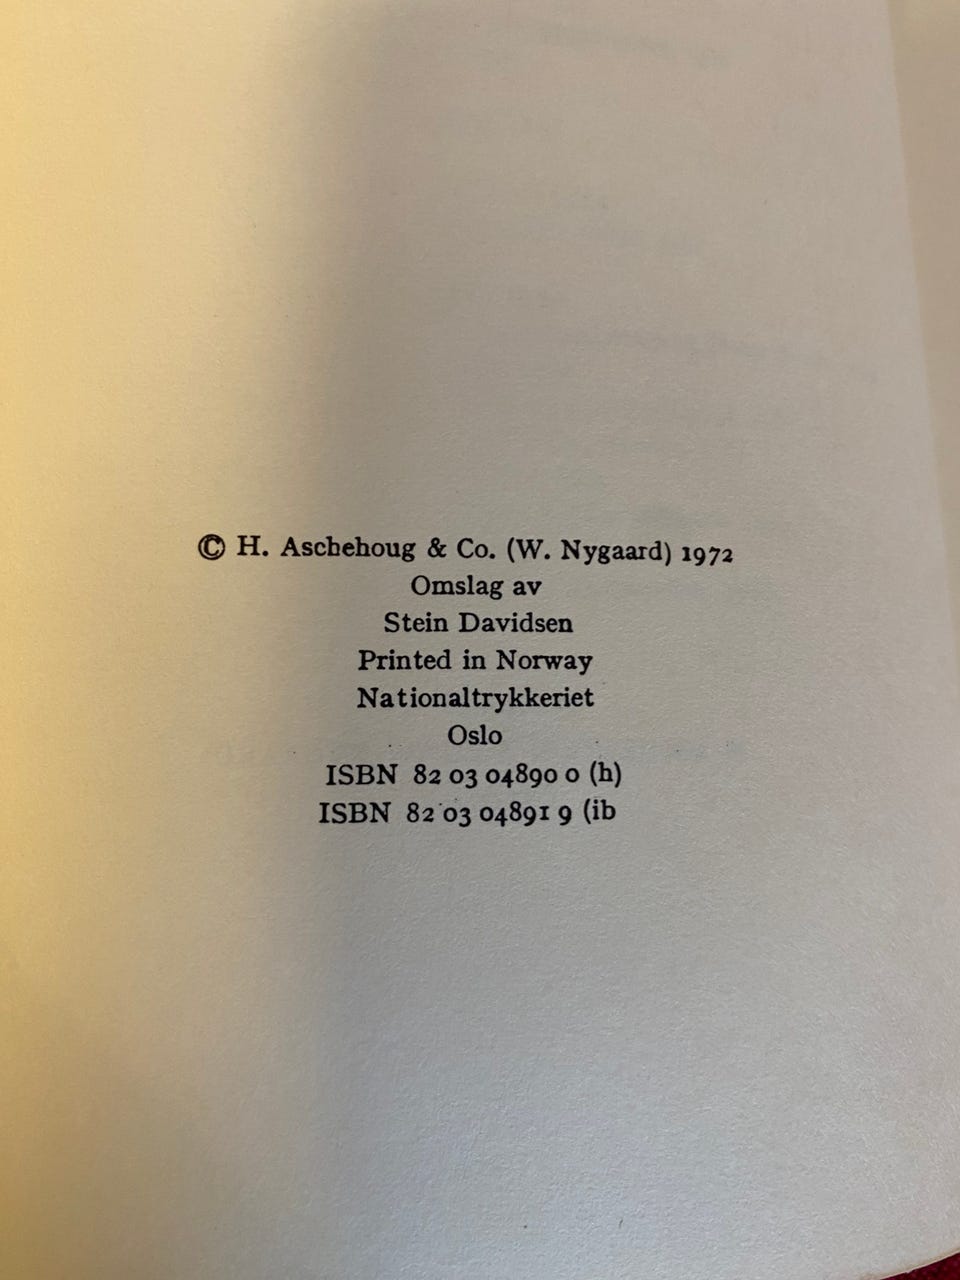 © H. Aschehoug & Co. (W. Nygaard) 1972
Omslag av
Stein Davidsen
Printed in Norway
Nationaltrykkeriet
Oslo
ISBN 82 03 04890 0 (h)
ISBN 82 03 04891 9 (ib